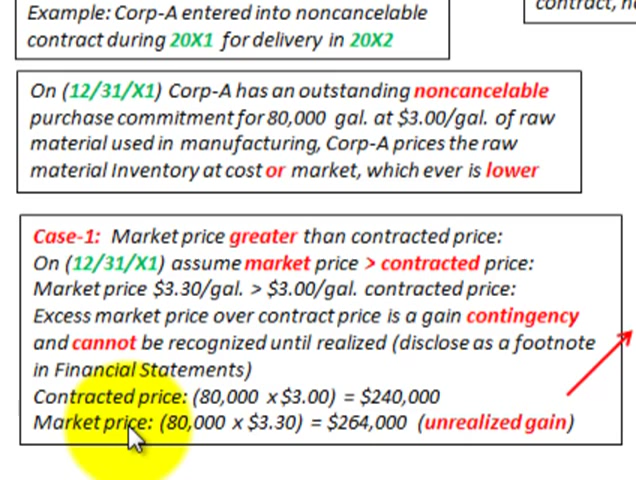 Example: Corp-A entered into noncancelable
contract during 20X1 for delivery in 20X2
contract,
On (12/31/X1) Corp-A has an outstanding noncancelable
purchase commitment for 80,000 gal. at $3.00/gal. of raw
material used in manufacturing, Corp-A prices the raw
material Inventory at cost or market, which ever is lower
Case-1: Market price greater than contracted price:
On (12/31/X1) assume market price > contracted price:
Market price $3.30/gal. > $3.00/gal. contracted price:
Excess market price over contract price is a gain contingency
and cannot be recognized until realized (disclose as a footnote
in Financial Statements)
Contracted price: (80,000 x $3.00) = $240,000
Market price: (80,000 x $3.30) = $264,000 (unrealized gain)